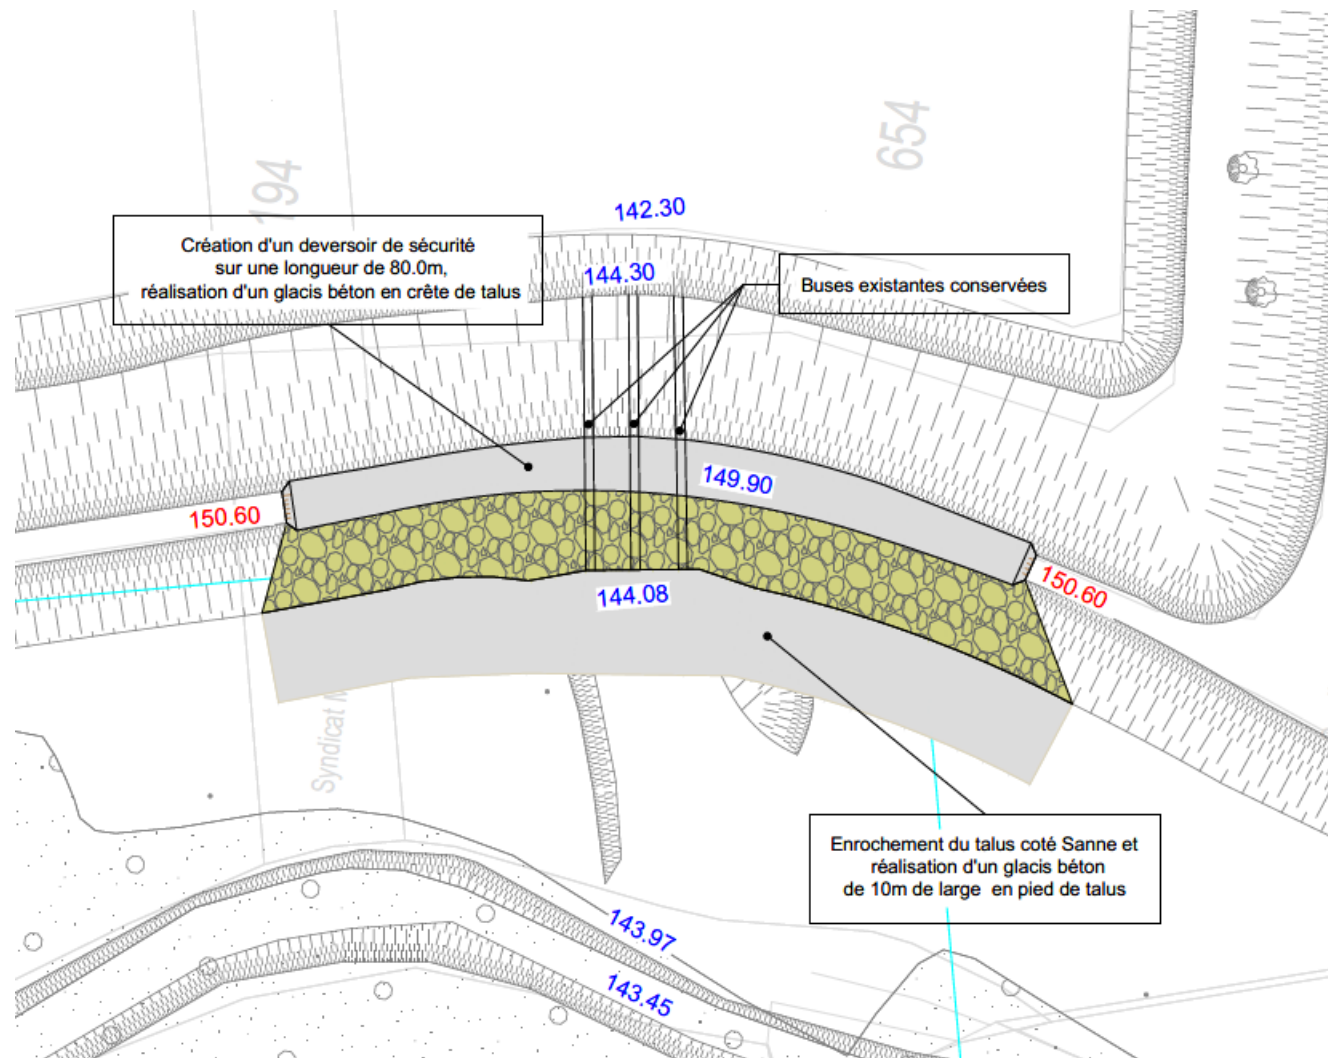 194
654
142.30
Création d'un deversoir de sécurité
sur une longueur de 80.0m,
réalisation d'un glacis béton en crête de talus
144.30
Buses existantes conservées
149.90
150.60
150.60
144.08
Syndicat
Enrochement du talus coté Sanne et
réalisation d'un glacis béton
de 10m de large en pied de talus
143.97
143.45